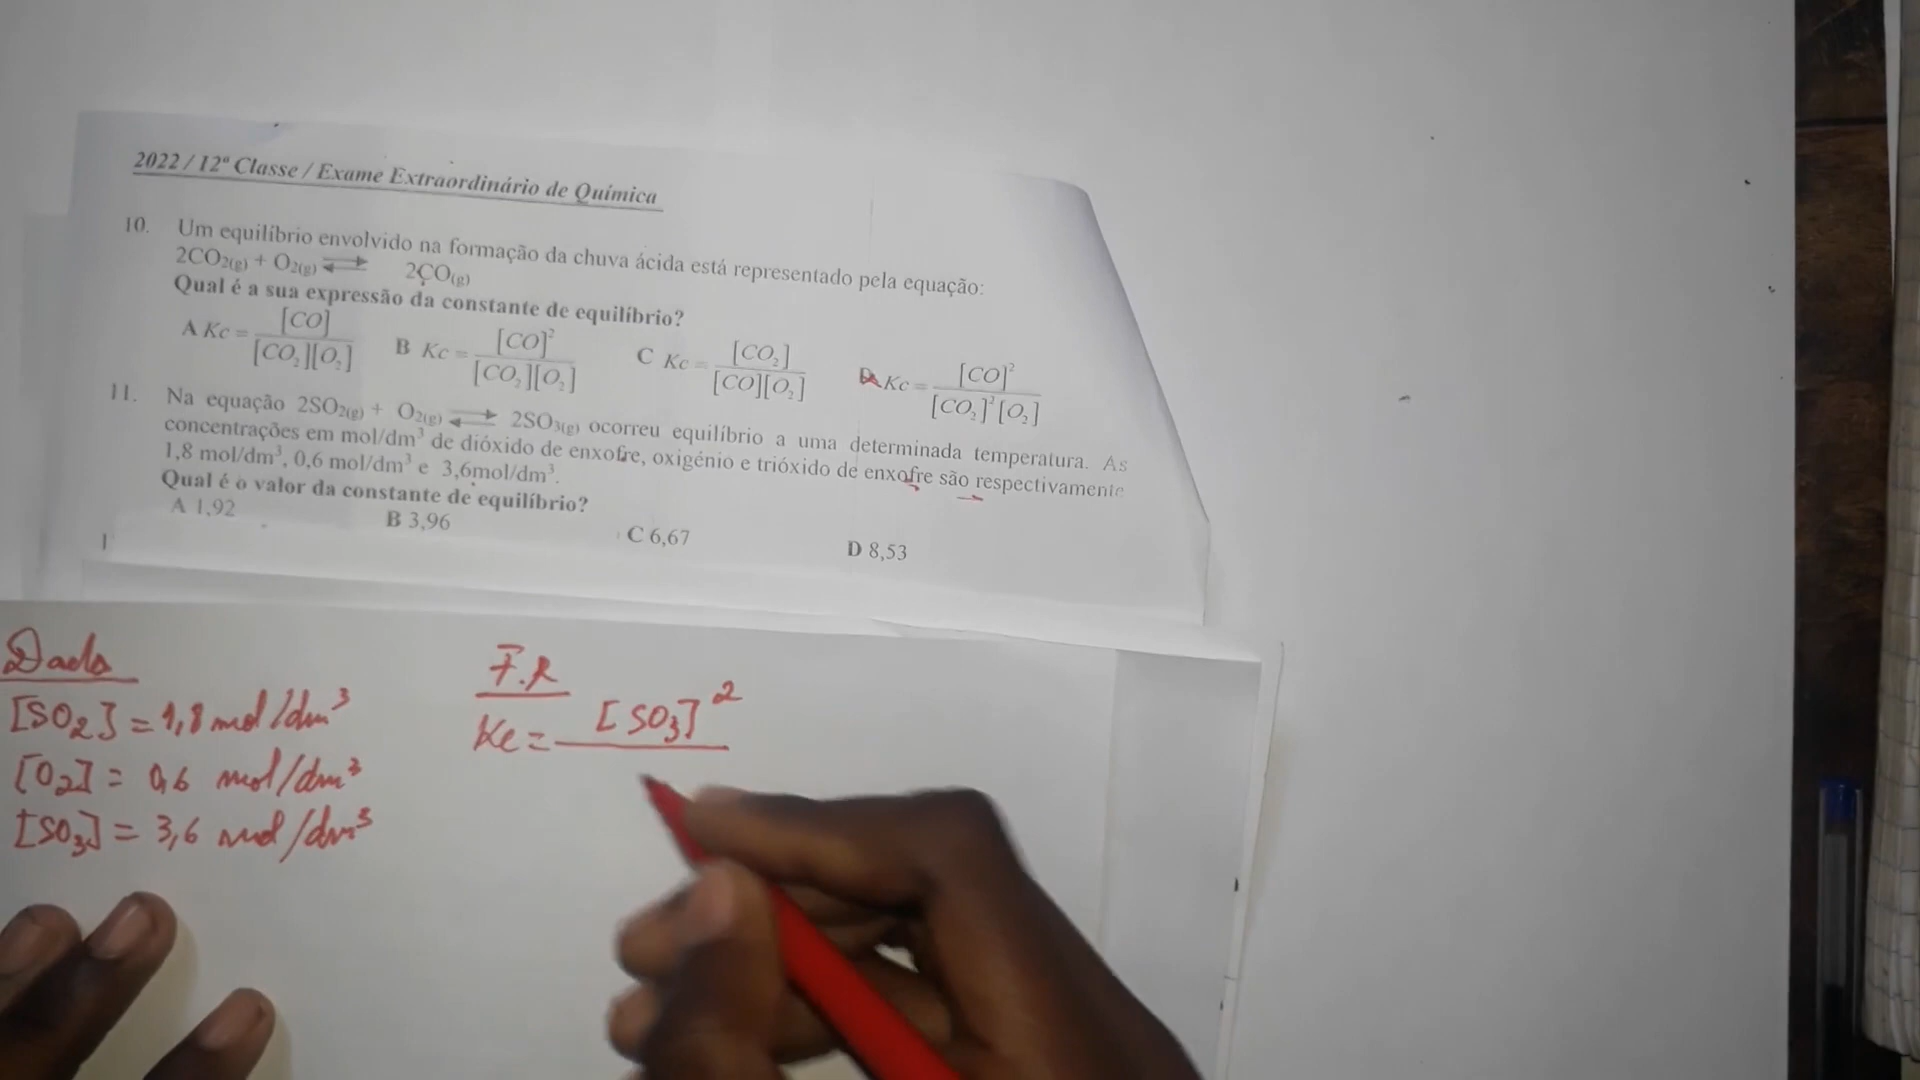 2022 / 12ª Classe / Exame Extraordinário de Química
10. Um equilíbrio envolvido na formação da chuva ácida está representado pela equação:
2CO2(g) + O2(g) ⇌ 2CO(g)
Qual é a sua expressão da constante de equilíbrio?
A Kc = [CO] / [CO₂][O₂] B Kc = [CO]² / [CO₂][O₂] C Kc = [CO₂] / [CO][O₂] D Kc = [CO]² / [CO₂]²[O₂]
11. Na equação 2SO2(g) + O2(g) ⇌ 2SO3(g) ocorreu equilíbrio a uma determinada temperatura. As
concentrações em mol/dm³ de dióxido de enxofre, oxigénio e trióxido de enxofre são respectivamente
1,8 mol/dm³, 0,6 mol/dm³ e 3,6mol/dm³.
Qual é o valor da constante de equilíbrio?
A 1,92 B 3,96 C 6,67 D 8,53
Dado
[SO2] = 1,8 mol/dm³
[O2] = 0,6 mol/dm³
[SO3] = 3,6 mol/dm³
F.R
Kc = [SO3]²